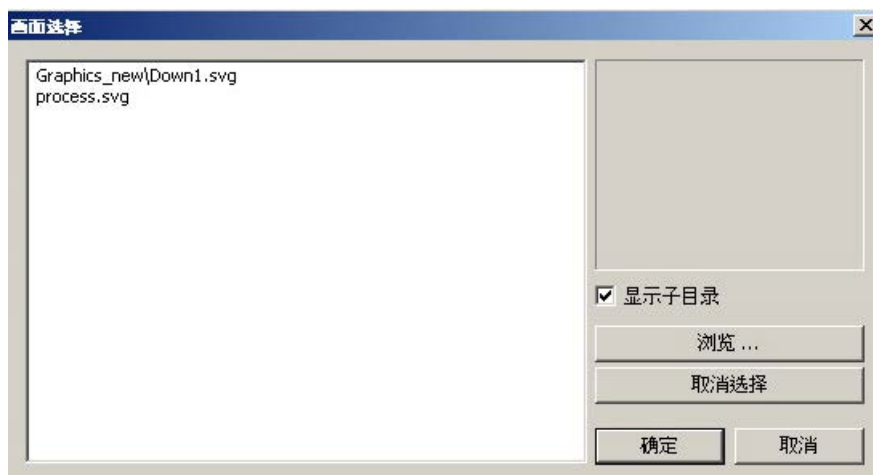 画面选择
Graphics_new\Down1.svg
process.svg
显示子目录
浏览 ...
取消选择
确定
取消